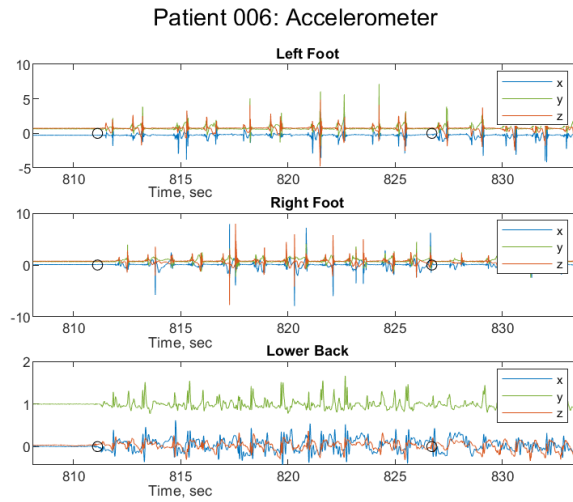 Patient 006: Accelerometer
Left Foot
10
5
0
-5
x
y
z
810 815 820 825 830
Time, sec
Right Foot
10
0
-10
x
y
z
810 815 820 825 830
Time, sec
Lower Back
2
1
0
x
y
z
810 815 820 825 830
Time, sec